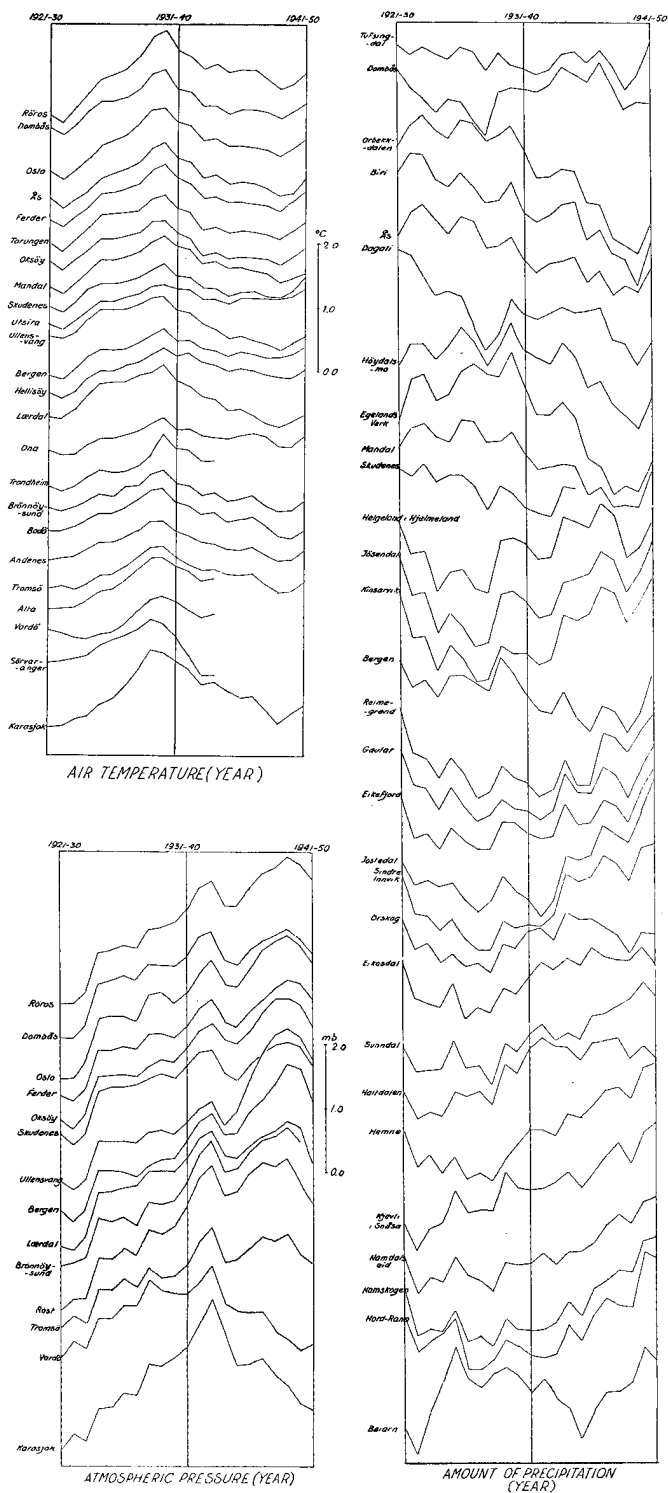 1921-30
1931-40
1941-50
Röros
Dombås
Oslo
Ås
Ferder
Torungen
Oksöy
Mandal
Skudenes
Utsira
Ullens-
vang
Bergen
Hellisöy
Lærdal
Ona
Trondheim
Brönnöy-
-sund
Bodö
Andenes
Tromsö
Alta
Vardö
Sörvar-
-anger
Karasjok
°C
2.0
1.0
0.0
AIR TEMPERATURE (YEAR)
1921-30
1931-40
1941-50
Röros
Dombås
Oslo
Ferder
Oksöy
Skudenes
Ullensvang
Bergen
Lærdal
Brönnöy-
-sund
Röst
Tromsö
Vardö
Karasjok
mb
2.0
1.0
0.0
ATMOSPHERIC PRESSURE (YEAR)
1921-30
1931-40
1941-50
Tufsing-
-dal
Dombås
Orbekk-
-dalen
Biri
Ås
Dagali
Höydals-
-mo
Egelands
Verk
Mandal
Skudenes
Helgeland i Hjelmeland
Jösendal
Kinsarvik
Bergen
Reime-
-grend
Gaular
Eikefjord
Jostedal
Sindre
Innvik
Örskog
Eikesdal
Sunndal
Haltdalen
Hemne
Kjevli
i Snåsa
Namdals
eid
Namskogen
Nord-Rana
Beiarn
AMOUNT OF PRECIPITATION
(YEAR)